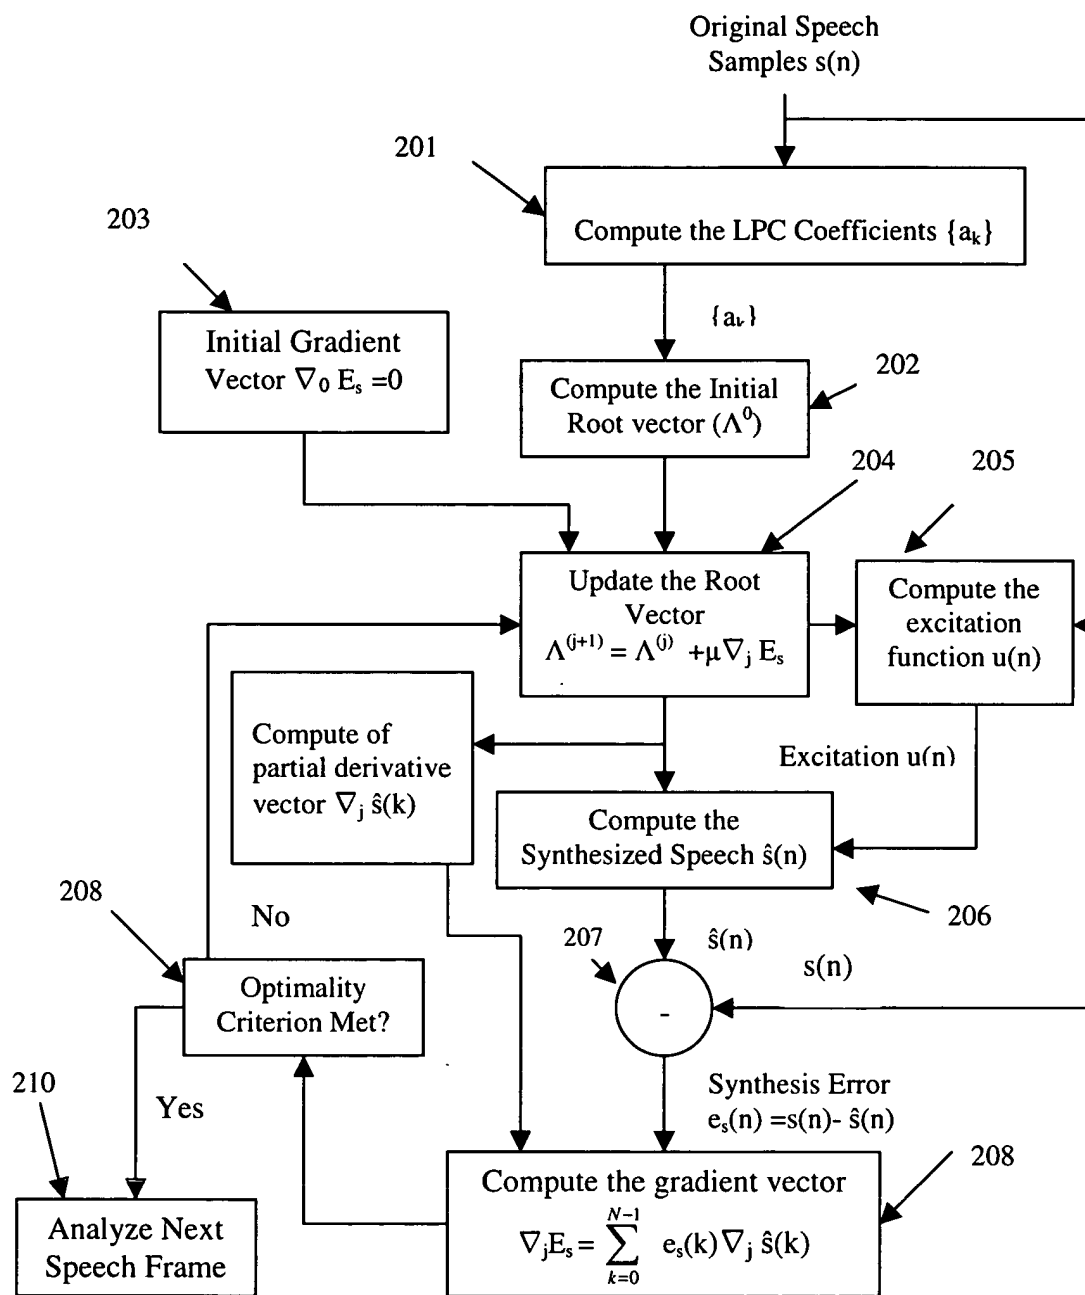 Original Speech
Samples s(n)
201
Compute the LPC Coefficients {aₖ}
203
{aₖ}
Initial Gradient
Vector ∇₀ Eₛ =0
202
Compute the Initial
Root vector (Λ⁰)
204
205
Update the Root
Vector
Λ⁽ʲ⁺¹⁾ = Λ⁽ʲ⁾ +μ∇ⱼ Eₛ
Compute the
excitation
function u(n)
Compute of
partial derivative
vector ∇ⱼ ŝ(k)
Excitation u(n)
Compute the
Synthesized Speech ŝ(n)
206
208
No
207
ŝ(n)
s(n)
Optimality
Criterion Met?
-
210
Yes
Synthesis Error
eₛ(n) =s(n)- ŝ(n)
208
Compute the gradient vector
∇ⱼEₛ = ∑ₖ₌₀ᴺ⁻¹ eₛ(k) ∇ⱼ ŝ(k)
Analyze Next
Speech Frame